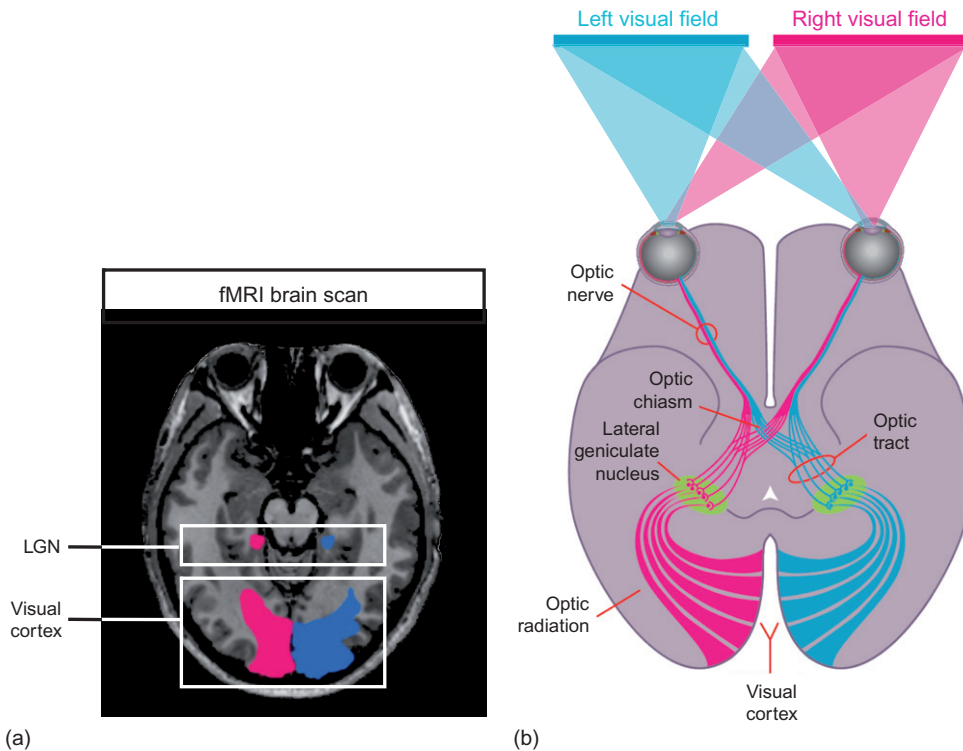 fMRI brain scan
LGN
Visual
cortex
(a)
Left visual field
Right visual field
Optic
nerve
Optic
chiasm
Lateral
geniculate
nucleus
Optic
tract
Optic
radiation
Visual
cortex
(b)